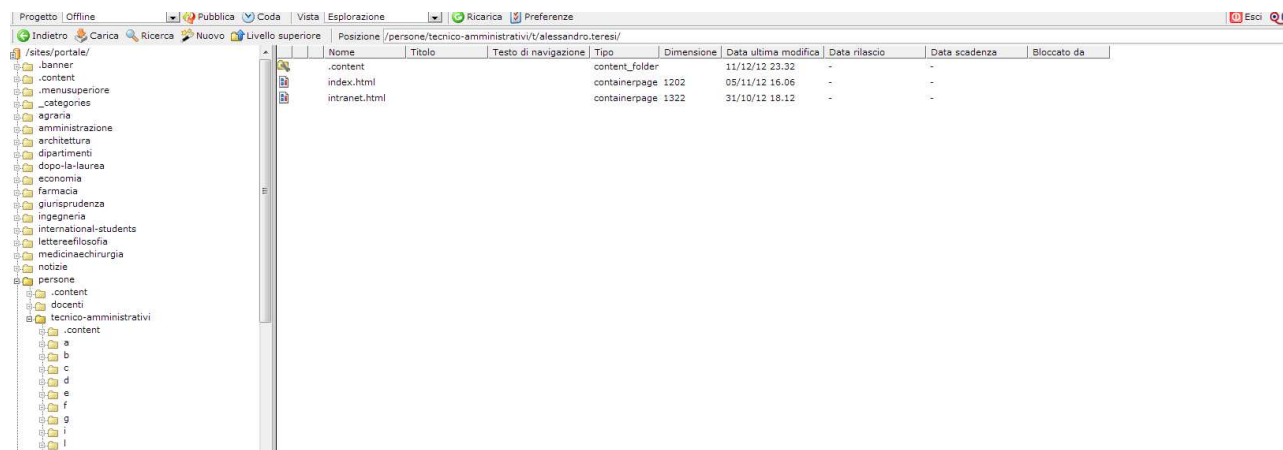 Progetto Offline Pubblica Coda Vista Esplorazione Ricarica Preferenze Esci
Indietro Carica Ricerca Nuovo Livello superiore Posizione /persone/tecnico-amministrativi/t/alessandro.teresi/
/sites/portale/
.banner
.content
.menusuperiore
_categories
agraria
amministrazione
architettura
dipartimenti
dopo-la-laurea
economia
farmacia
giurisprudenza
ingegneria
international-students
lettereefilosofia
medicinaechirurgia
notizie
persone
.content
docenti
tecnico-amministrativi
.content
a
b
c
d
e
f
g
i
l
Nome Titolo Testo di navigazione Tipo Dimensione Data ultima modifica Data rilascio Data scadenza Bloccato da
.content content_folder 11/12/12 23.32 - -
index.html containerpage 1202 05/11/12 16.06 - -
intranet.html containerpage 1322 31/10/12 18.12 - -